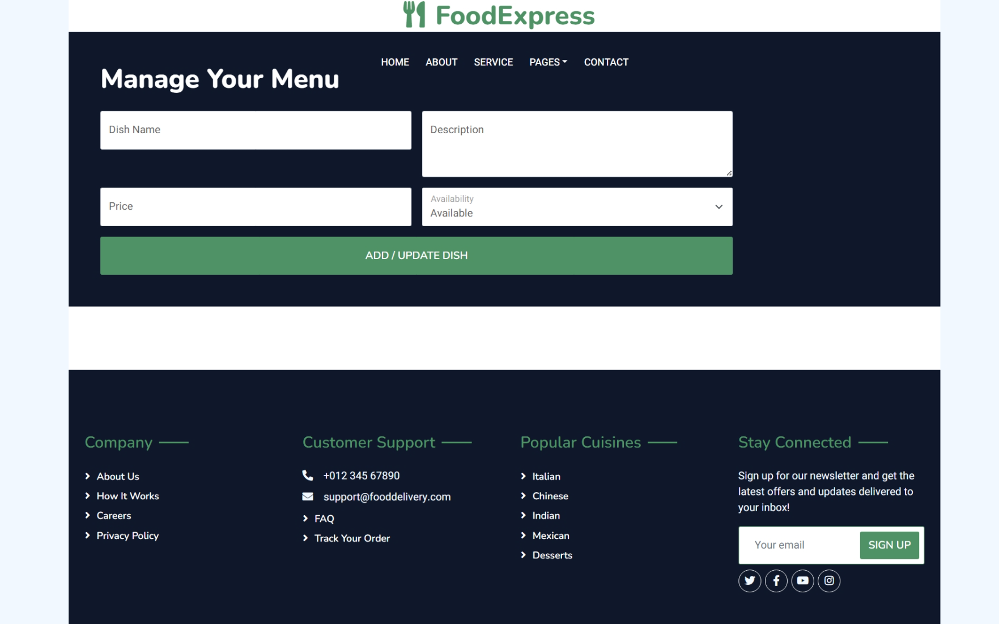 FoodExpress
HOME ABOUT SERVICE PAGES CONTACT
Manage Your Menu
Dish Name
Description
Price
Availability
Available
ADD / UPDATE DISH
Company
About Us
How It Works
Careers
Privacy Policy
Customer Support
+012 345 67890
support@fooddelivery.com
FAQ
Track Your Order
Popular Cuisines
Italian
Chinese
Indian
Mexican
Desserts
Stay Connected
Sign up for our newsletter and get the
latest offers and updates delivered to
your inbox!
Your email
SIGN UP